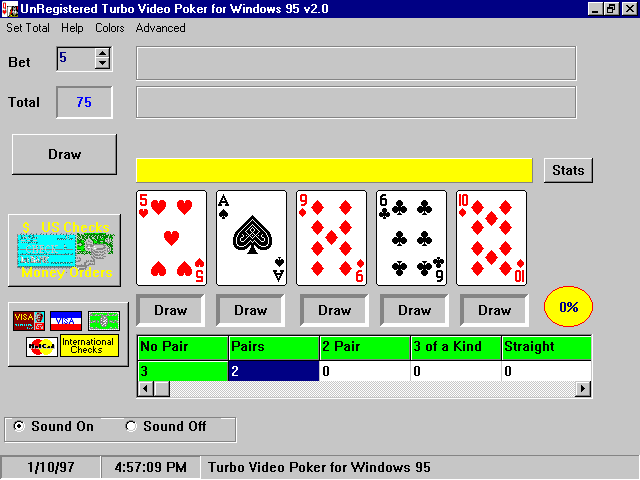 UnRegistered Turbo Video Poker for Windows 95 v2.0
Set Total Help Colors Advanced
Bet 5
Total 75
Draw
Stats
$ US Checks
Money Orders
5 A 9 6 10
5 A 9 6 10
Draw Draw Draw Draw Draw
0%
VISA VISA
MasCard International Checks
No Pair Pairs 2 Pair 3 of a Kind Straight
3 2 0 0 0
Sound On Sound Off
1/10/97 4:57:09 PM Turbo Video Poker for Windows 95